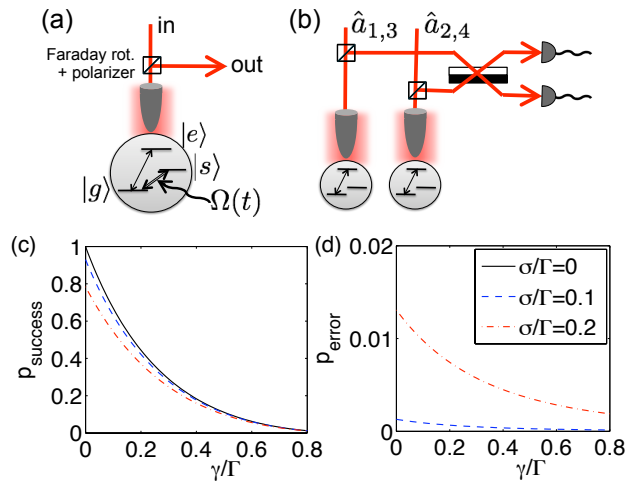 (a)
in
Faraday rot.
+ polarizer
out
|e⟩
|s⟩
|g⟩
Ω(t)
(b)
â1,3
â2,4
(c)
1
0.8
0.6
0.4
0.2
0
psuccess
0
0.2
0.4
0.6
0.8
γ/Γ
(d)
0.02
0.01
0
perror
σ/Γ=0
σ/Γ=0.1
σ/Γ=0.2
0
0.2
0.4
0.6
0.8
γ/Γ